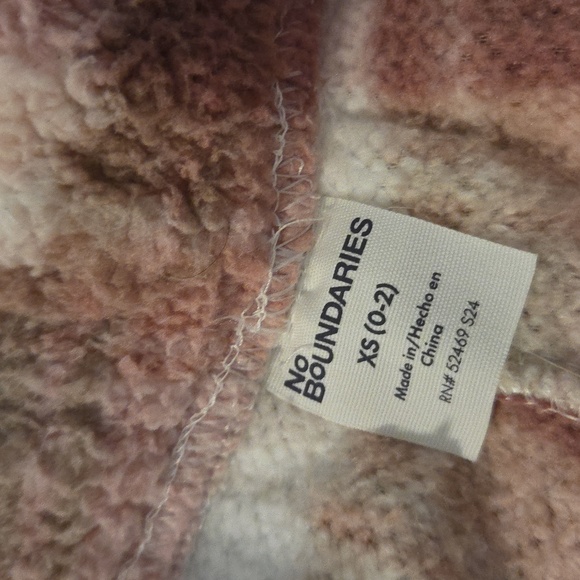 No
BOUNDARIES
XS (0-2)
Made in/Hecho en
China
RN# 52469 S24